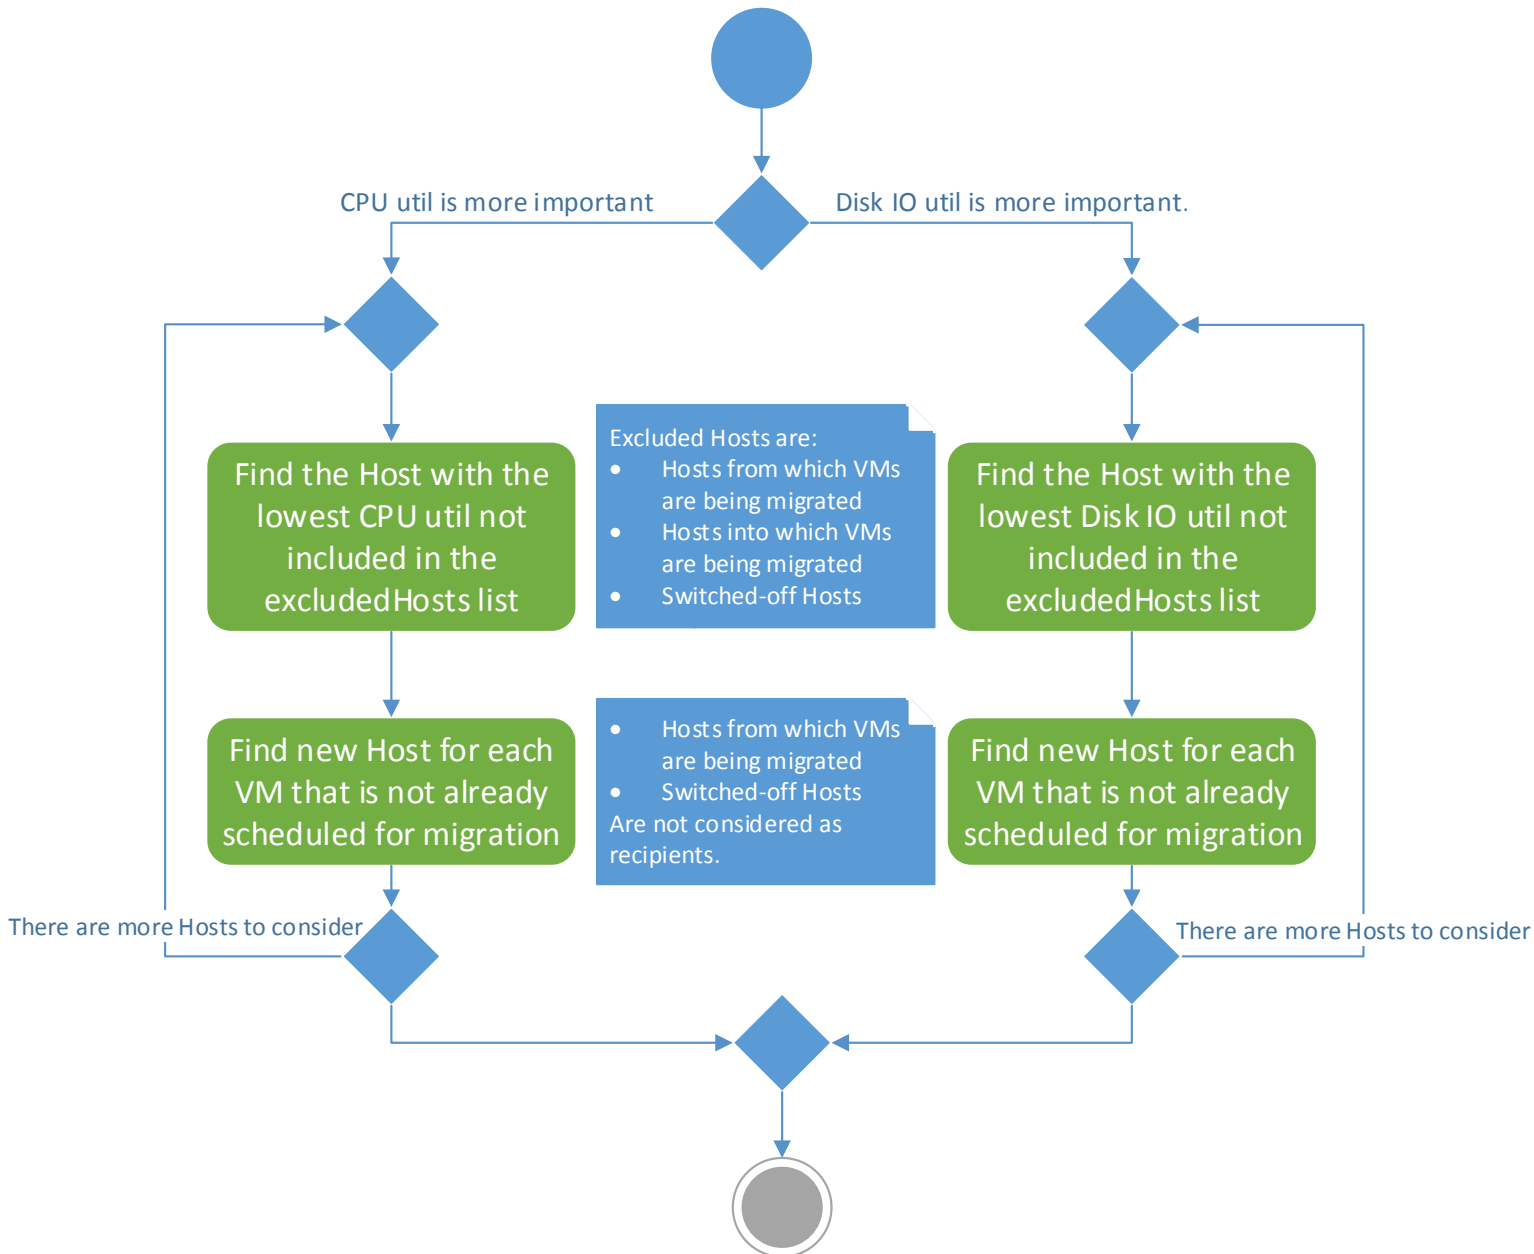 CPU util is more important
Disk IO util is more important.
Find the Host with the
lowest CPU util not
included in the
excludedHosts list
Excluded Hosts are:
• Hosts from which VMs
are being migrated
• Hosts into which VMs
are being migrated
• Switched-off Hosts
Find the Host with the
lowest Disk IO util not
included in the
excludedHosts list
Find new Host for each
VM that is not already
scheduled for migration
• Hosts from which VMs
are being migrated
• Switched-off Hosts
Are not considered as
recipients.
Find new Host for each
VM that is not already
scheduled for migration
There are more Hosts to consider
There are more Hosts to consider